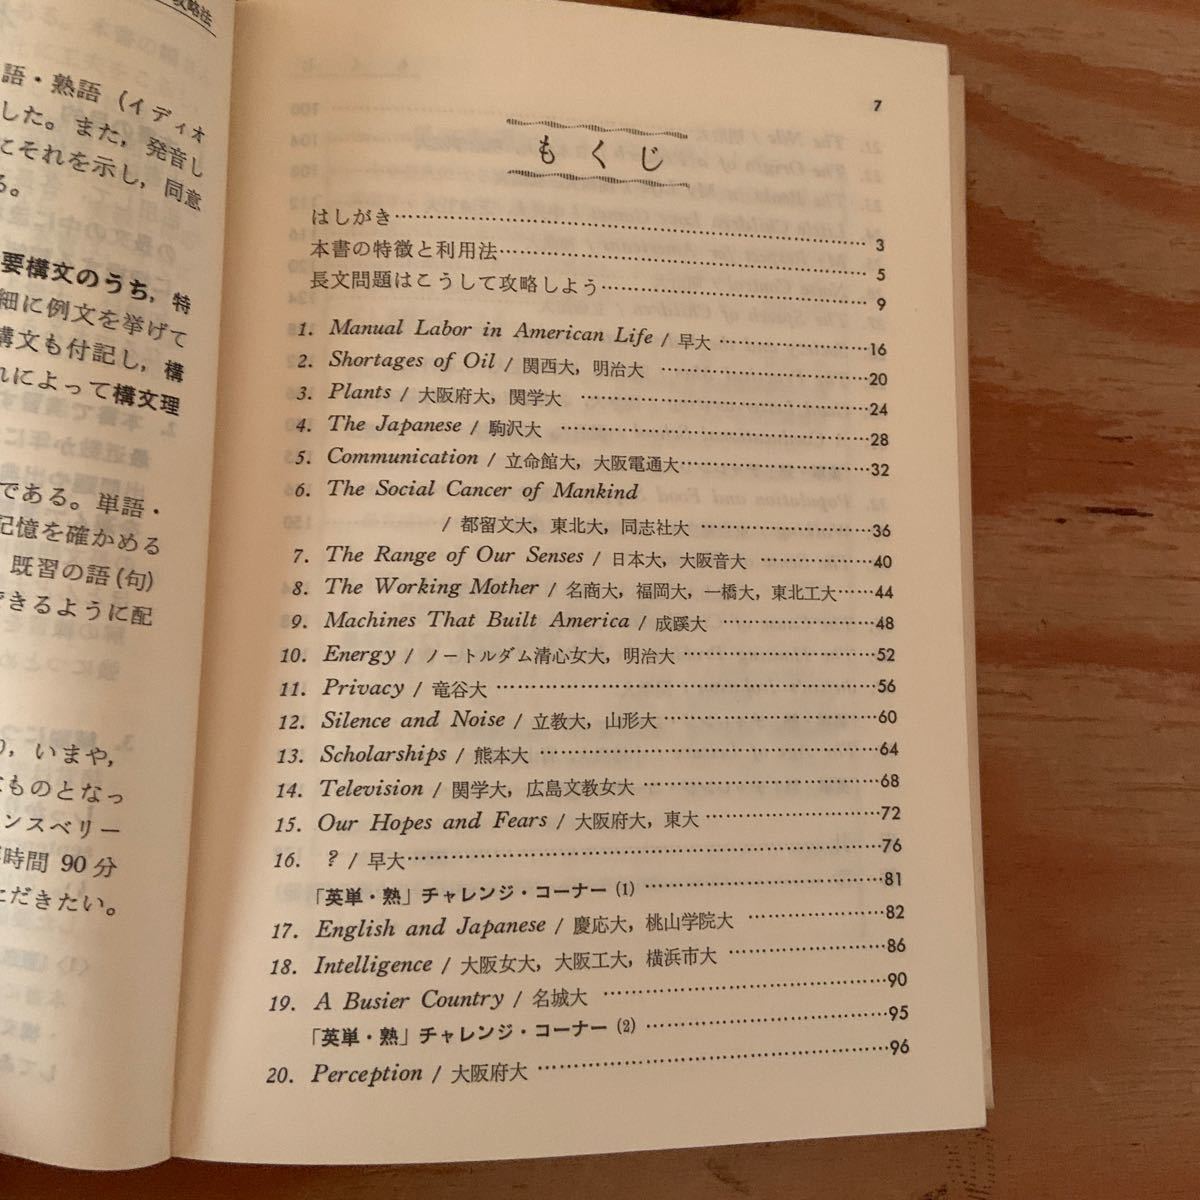 攻略法
語・熟語（イディオ
した。また，発音し
こそれを示し，同意
る。
要構文のうち，特
細に例文を挙げて
構文も付記し，構
れによって構文理
である。単語・
記憶を確かめる
既習の語(句)
できるように配
り，いまや，
なものとなっ
ンスベリー
時間 90分
ただきたい。
7
もくじ
はしがき……3
本書の特徴と利用法……5
長文問題はこうして攻略しよう……9
1. Manual Labor in American Life / 早大……16
2. Shortages of Oil / 関西大，明治大……20
3. Plants / 大阪府大，関学大……24
4. The Japanese / 駒沢大……28
5. Communication / 立命館大，大阪電通大……32
6. The Social Cancer of Mankind
/ 都留文大，東北大，同志社大……36
7. The Range of Our Senses / 日本大，大阪音大……40
8. The Working Mother / 名商大，福岡大，一橋大，東北工大……44
9. Machines That Built America / 成蹊大……48
10. Energy / ノートルダム清心女大，明治大……52
11. Privacy / 竜谷大……56
12. Silence and Noise / 立教大，山形大……60
13. Scholarships / 熊本大……64
14. Television / 関学大，広島文教女大……68
15. Our Hopes and Fears / 大阪府大，東大……72
16. ? / 早大……76
「英単・熟」チャレンジ・コーナー (1)……81
17. English and Japanese / 慶応大，桃山学院大……82
18. Intelligence / 大阪女大，大阪工大，横浜市大……86
19. A Busier Country / 名城大……90
「英単・熟」チャレンジ・コーナー (2)……95
20. Perception / 大阪府大……96